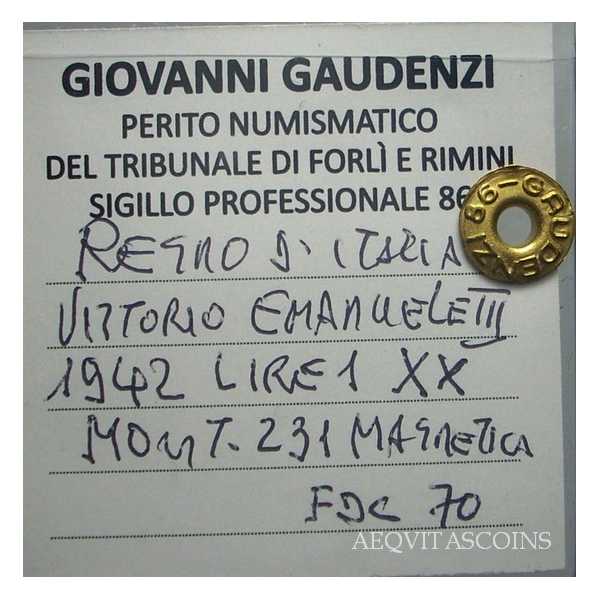 GIOVANNI GAUDENZI
PERITO NUMISMATICO
DEL TRIBUNALE DI FORLÌ E RIMINI
SIGILLO PROFESSIONALE 86
86-GAUDENZI
REGNO D'ITALIA
VITTORIO EMANUELE III
1942 LIRE 1 XX
MONT. 231 MAGNETICA
FDC 70
AEQVITASCOINS